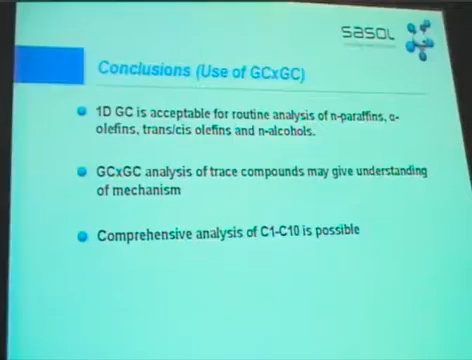 sasol
Conclusions (Use of GCxGC)
1D GC is acceptable for routine analysis of n-paraffins, α-
olefins, trans/cis olefins and n-alcohols.
GCxGC analysis of trace compounds may give understanding
of mechanism
Comprehensive analysis of C1-C10 is possible